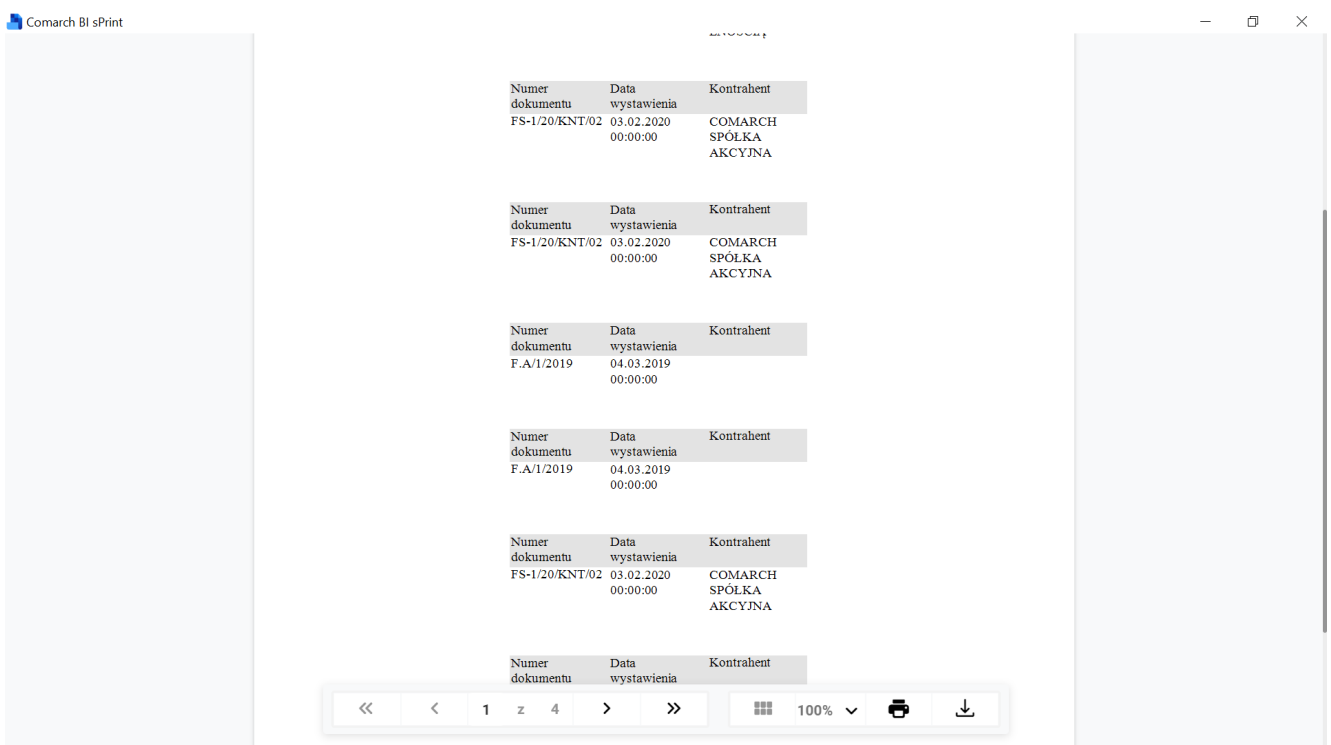 Comarch BI sPrint
Numer Data Kontrahent
dokumentu wystawienia
FS-1/20/KNT/02 03.02.2020 COMARCH
00:00:00 SPÓŁKA
AKCYJNA
Numer Data Kontrahent
dokumentu wystawienia
FS-1/20/KNT/02 03.02.2020 COMARCH
00:00:00 SPÓŁKA
AKCYJNA
Numer Data Kontrahent
dokumentu wystawienia
F.A/1/2019 04.03.2019
00:00:00
Numer Data Kontrahent
dokumentu wystawienia
F.A/1/2019 04.03.2019
00:00:00
Numer Data Kontrahent
dokumentu wystawienia
FS-1/20/KNT/02 03.02.2020 COMARCH
00:00:00 SPÓŁKA
AKCYJNA
Numer Data Kontrahent
dokumentu wystawienia
1 z 4 100%